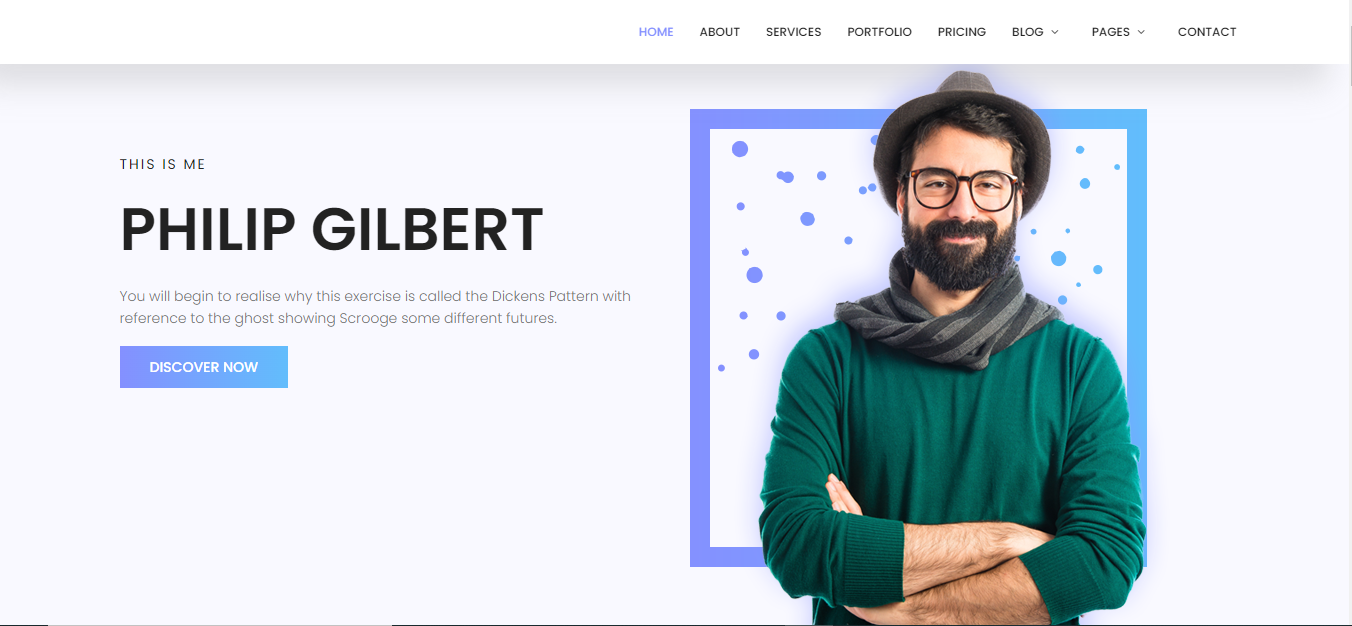 HOME ABOUT SERVICES PORTFOLIO PRICING BLOG PAGES CONTACT
THIS IS ME
PHILIP GILBERT
You will begin to realise why this exercise is called the Dickens Pattern with
reference to the ghost showing Scrooge some different futures.
DISCOVER NOW